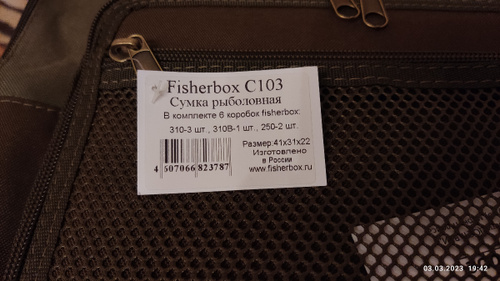 Fisherbox C103
Сумка рыболовная
В комплекте 6 коробок fisherbox:
310-3 шт., 310В-1 шт., 250-2 шт.
Размер:41х31х22
Изготовлено
в России
www.fisherbox.ru
4 507066 823787
03.03.2023 19:42